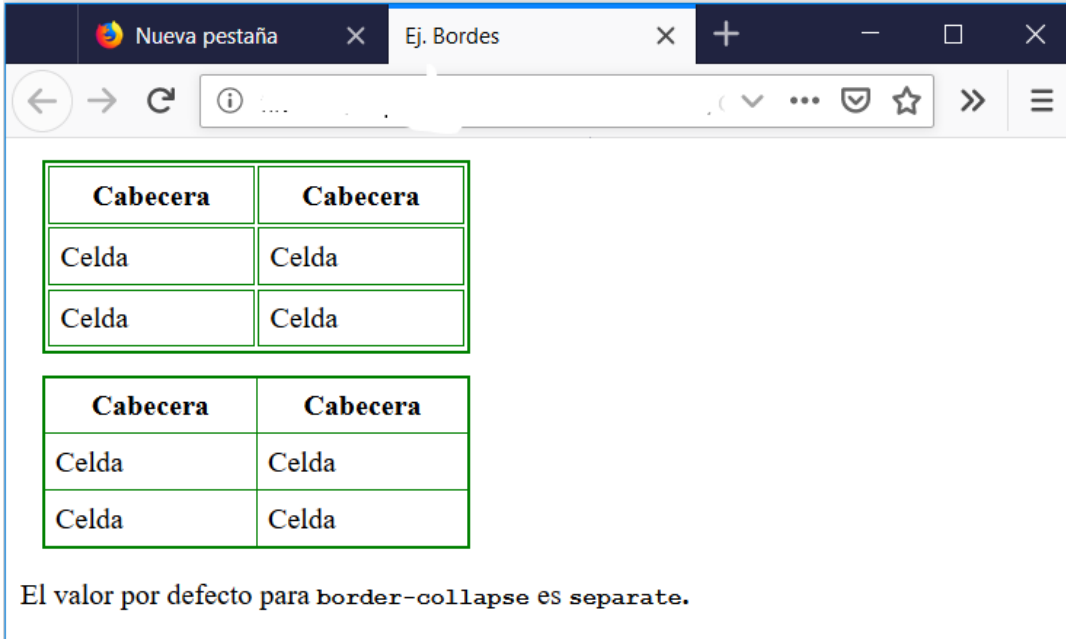 Nueva pestaña Ej. Bordes
Cabecera Cabecera
Celda Celda
Celda Celda
Cabecera Cabecera
Celda Celda
Celda Celda
El valor por defecto para border-collapse es separate.